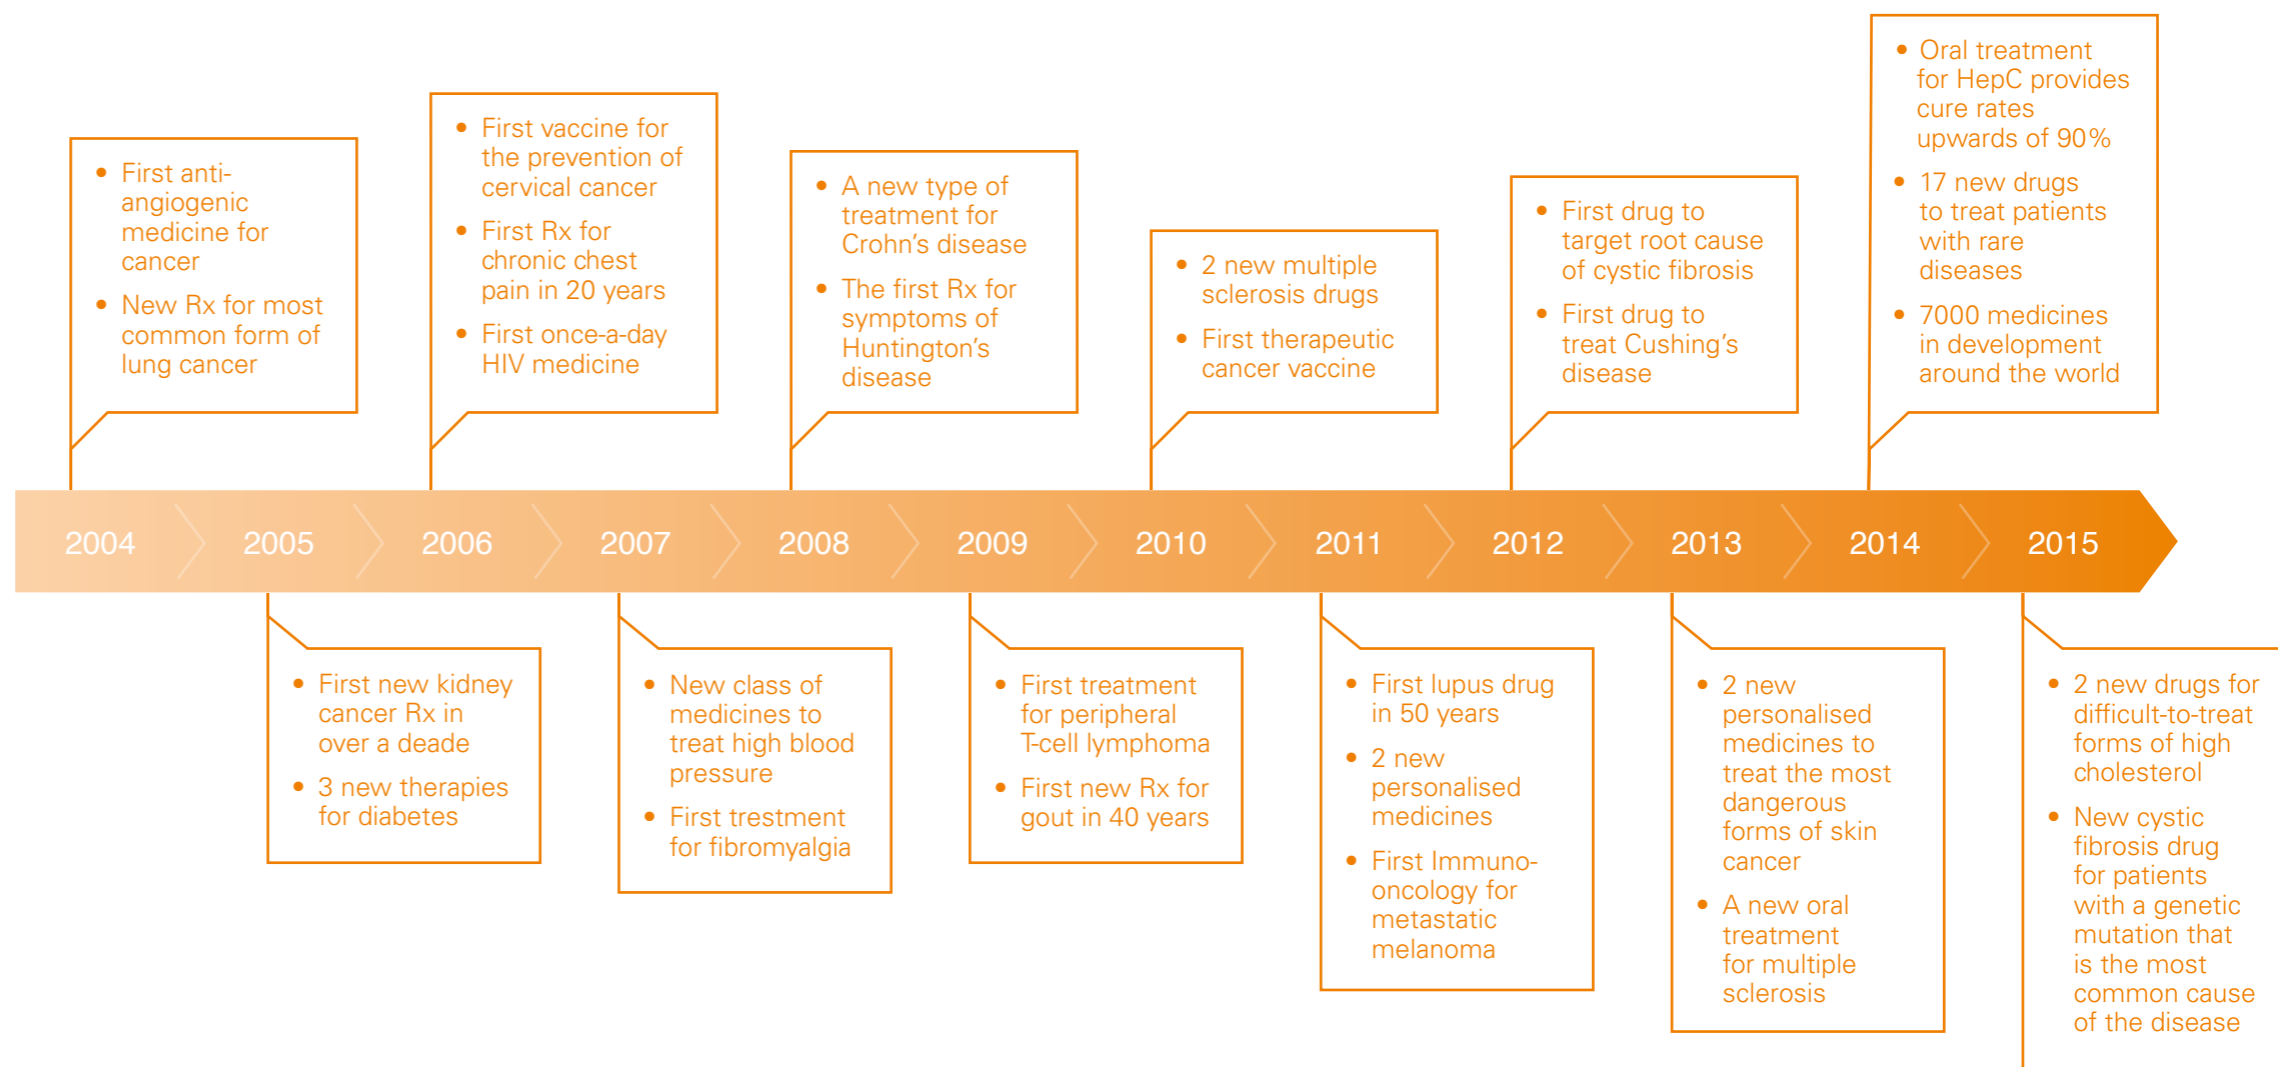 • First anti-
angiogenic
medicine for
cancer
• New Rx for most
common form of
lung cancer
• First vaccine for
the prevention of
cervical cancer
• First Rx for
chronic chest
pain in 20 years
• First once-a-day
HIV medicine
• A new type of
treatment for
Crohn’s disease
• The first Rx for
symptoms of
Huntington’s
disease
• 2 new multiple
sclerosis drugs
• First therapeutic
cancer vaccine
• First drug to
target root cause
of cystic fibrosis
• First drug to
treat Cushing’s
disease
• Oral treatment
for HepC provides
cure rates
upwards of 90%
• 17 new drugs
to treat patients
with rare
diseases
• 7000 medicines
in development
around the world
2004 2005 2006 2007 2008 2009 2010 2011 2012 2013 2014 2015
• First new kidney
cancer Rx in
over a deade
• 3 new therapies
for diabetes
• New class of
medicines to
treat high blood
pressure
• First trestment
for fibromyalgia
• First treatment
for peripheral
T-cell lymphoma
• First new Rx for
gout in 40 years
• First lupus drug
in 50 years
• 2 new
personalised
medicines
• First Immuno-
oncology for
metastatic
melanoma
• 2 new
personalised
medicines to
treat the most
dangerous
forms of skin
cancer
• A new oral
treatment
for multiple
sclerosis
• 2 new drugs for
difficult-to-treat
forms of high
cholesterol
• New cystic
fibrosis drug
for patients
with a genetic
mutation that
is the most
common cause
of the disease